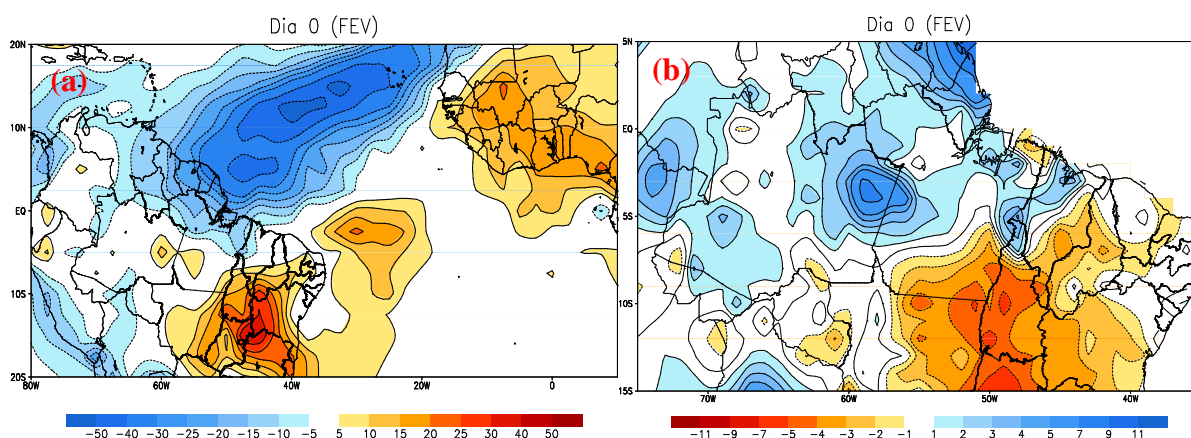 Dia 0 (FEV)
Dia 0 (FEV)
(a)
(b)
20N
10N
EQ
10S
20S
80W
60W
40W
20W
0
5N
EQ
5S
10S
15S
70W
60W
50W
40W
-50 -40 -30 -25 -20 -15 -10 -5 5 10 15 20 25 30 40 50
-11 -9 -7 -5 -4 -3 -2 -1 1 2 3 4 5 7 9 11